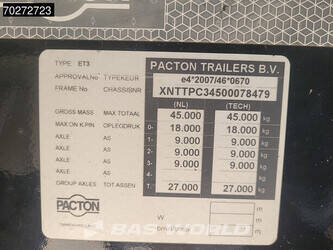 70272723
PACTON TRAILERS B.V.
TYPE ET3
APPROVALNo TYPEKEUR e4*2007/46*0670
FRAME No CHASSISNR XNTTPC34500078479
(NL) (TECH)
GROSS MASS MAX TOTAAL 45.000 45.000 kg
MAX ON K.PIN OPLEGDRUK 0- 18.000 18.000 kg
AXLE AS 1- 9.000 9.000 kg
AXLE AS 2- 9.000 9.000 kg
AXLE AS 3- 9.000 9.000 kg
AXLE AS 4-
GROUP AXLES TOT ASSEN T. 27.000 27.000 kg
PACTON
BAS WORLD